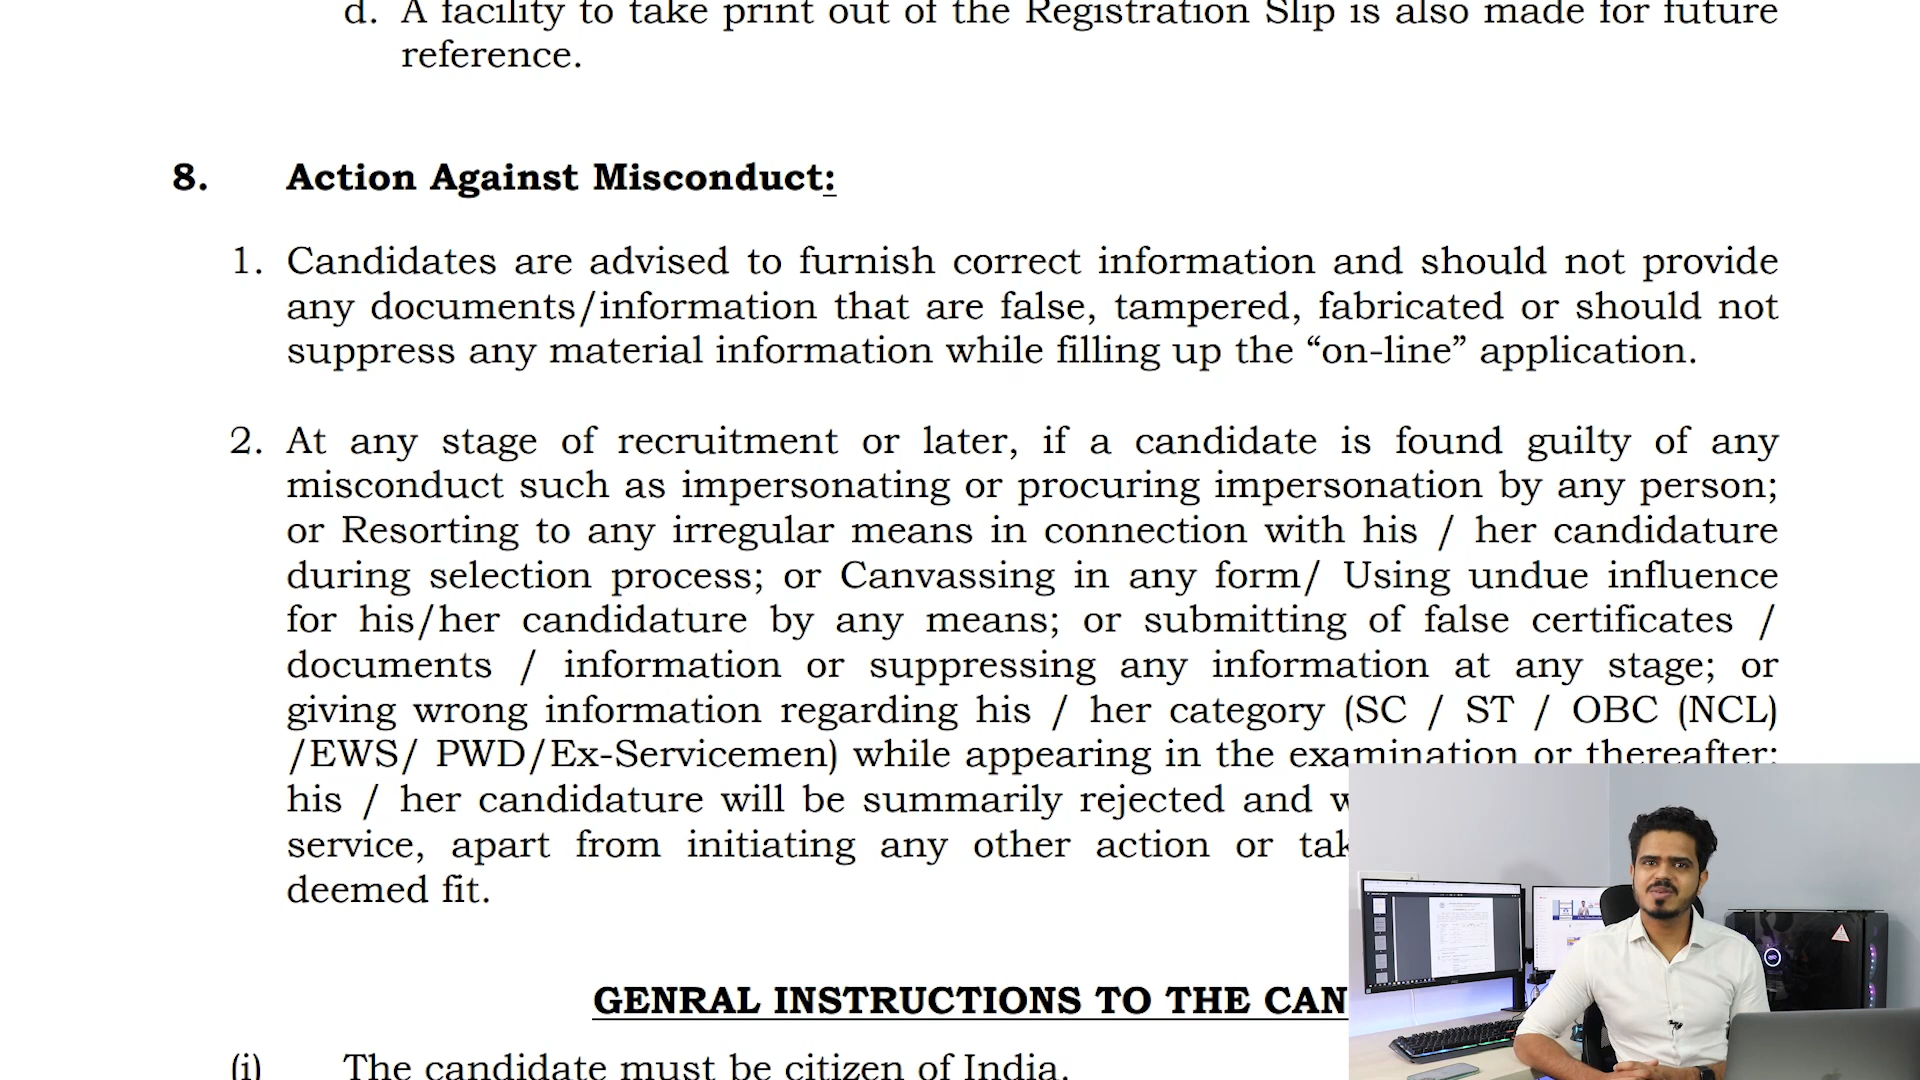 d. A facility to take print out of the Registration Slip is also made for future
reference.
8. Action Against Misconduct:
1. Candidates are advised to furnish correct information and should not provide
any documents/information that are false, tampered, fabricated or should not
suppress any material information while filling up the “on-line” application.
2. At any stage of recruitment or later, if a candidate is found guilty of any
misconduct such as impersonating or procuring impersonation by any person;
or Resorting to any irregular means in connection with his / her candidature
during selection process; or Canvassing in any form/ Using undue influence
for his/her candidature by any means; or submitting of false certificates /
documents / information or suppressing any information at any stage; or
giving wrong information regarding his / her category (SC / ST / OBC (NCL)
/EWS/ PWD/Ex-Servicemen) while appearing in the examination or thereafter;
his / her candidature will be summarily rejected and
service, apart from initiating any other action or
deemed fit.
GENRAL INSTRUCTIONS TO THE
(i) The candidate must be citizen of India.